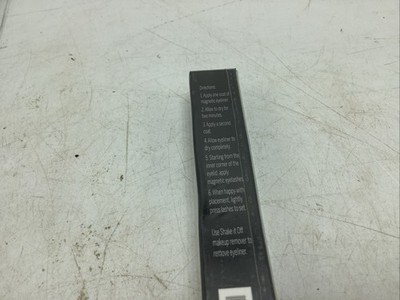 Directions:
1. Apply one coat of
magnetic eyeliner.
2. Allow to dry for
two minutes.
3. Apply a second
coat.
4. Allow eyeliner to
dry completely.
5. Starting from the
inner corner of the
eyelid, apply
magnetic eyelashes.
6. When happy with
placement, lightly
press lashes to set.
Use Shake It Off
makeup remover to
remove eyeliner.